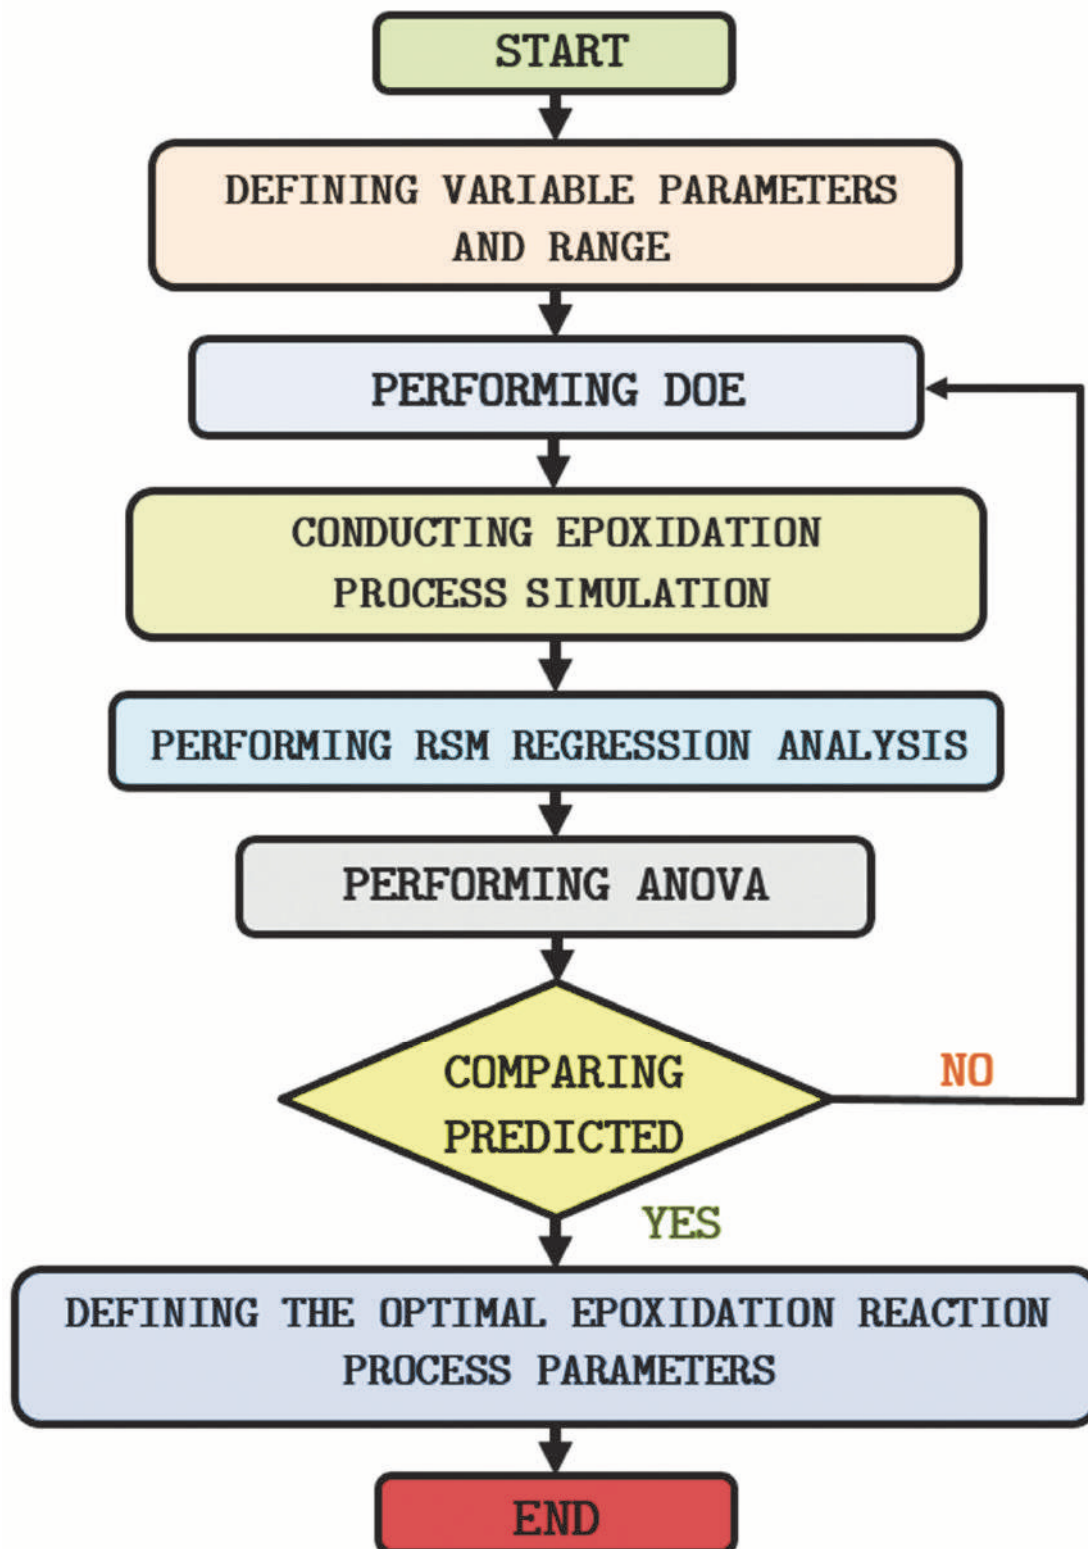 START
DEFINING VARIABLE PARAMETERS
AND RANGE
PERFORMING DOE
CONDUCTING EPOXIDATION
PROCESS SIMULATION
PERFORMING RSM REGRESSION ANALYSIS
PERFORMING ANOVA
COMPARING
PREDICTED
NO
YES
DEFINING THE OPTIMAL EPOXIDATION REACTION
PROCESS PARAMETERS
END